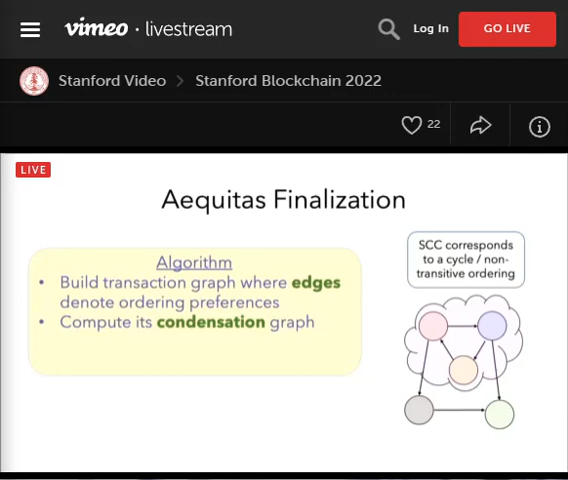 vimeo · livestream
Log In
GO LIVE
Stanford Video > Stanford Blockchain 2022
22
LIVE
Aequitas Finalization
Algorithm
• Build transaction graph where edges
denote ordering preferences
• Compute its condensation graph
SCC corresponds
to a cycle / non-
transitive ordering